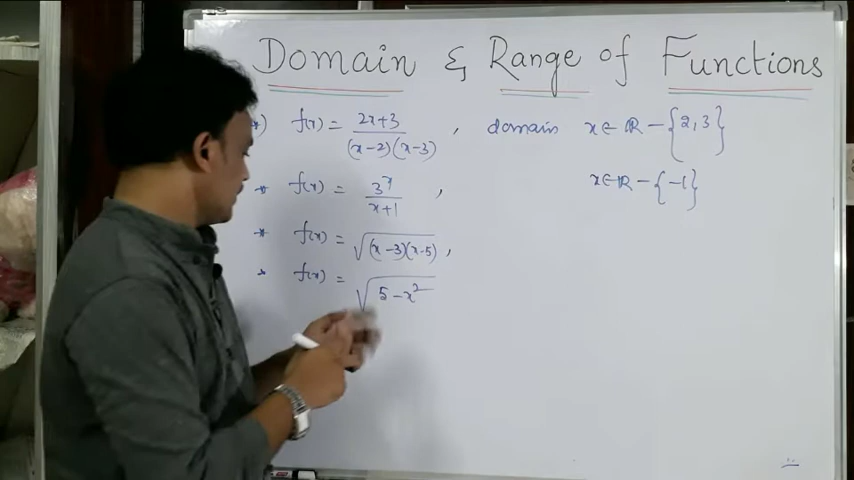 Domain & Range of Functions
*) f(x) = 2x+3 / (x-2)(x-3) , domain x ∈ R - {2,3}
* f(x) = 3^x / x+1 , x ∈ R - {-1}
* f(x) = √(x-3)(x-5) ,
* f(x) = √5-x²